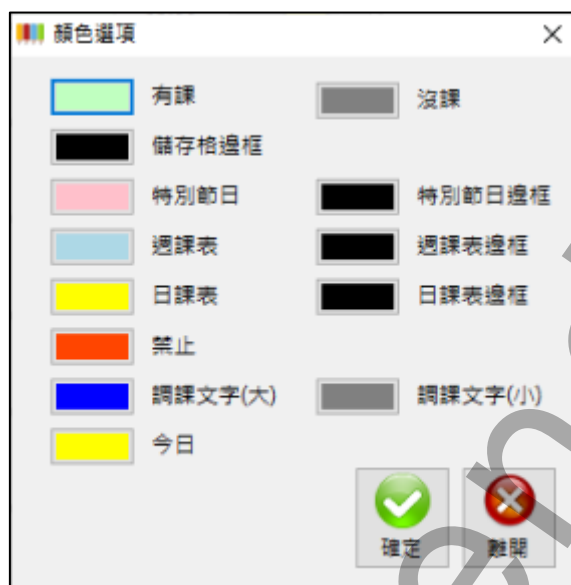 顏色選項
有課 沒課
儲存格邊框
特別節日 特別節日邊框
週課表 週課表邊框
日課表 日課表邊框
禁止
調課文字(大) 調課文字(小)
今日
確定 離開